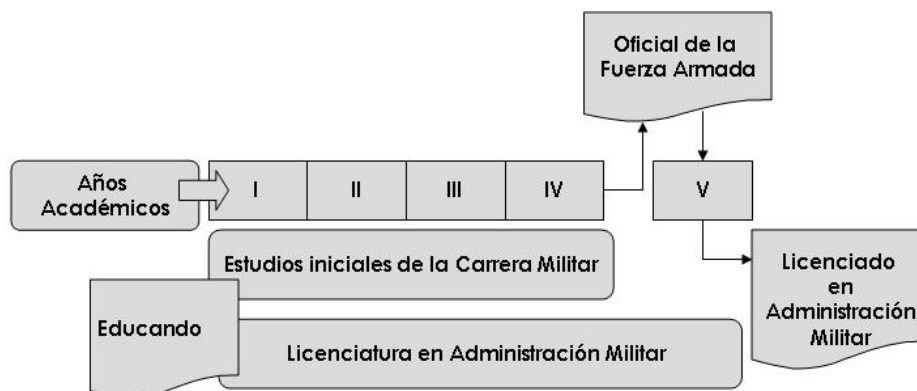 Oficial de la
Fuerza Armada
Años
Académicos
I
II
III
IV
V
Estudios iniciales de la Carrera Militar
Licenciado
en
Administración
Militar
Educando
Licenciatura en Administración Militar